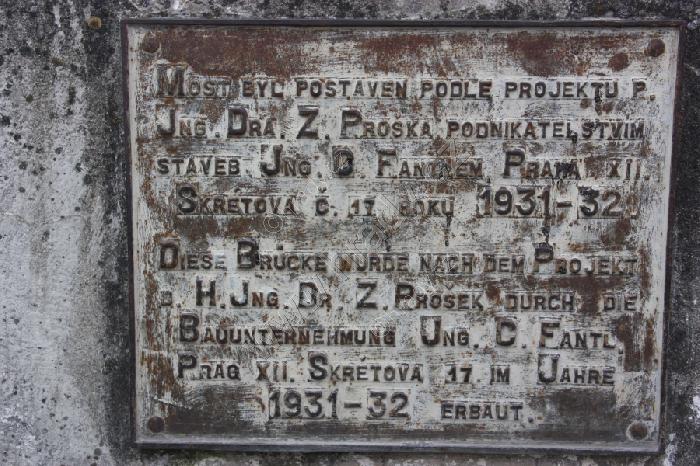 Most byl postaven podle projektu p.
Jng. Dra. Z. Proška podnikatelstvím
staveb Jng. C. Fantlem, Praha XII.
Skretova č. 17 roku 1931-32.
Diese Brücke wurde nach dem Projekt
d. H. Jng. Dr Z. Prošek durch die
Bauunternehmung Ung. C. Fantl,
Prag XII. Skretova 17. im Jahre
1931-32 erbaut.